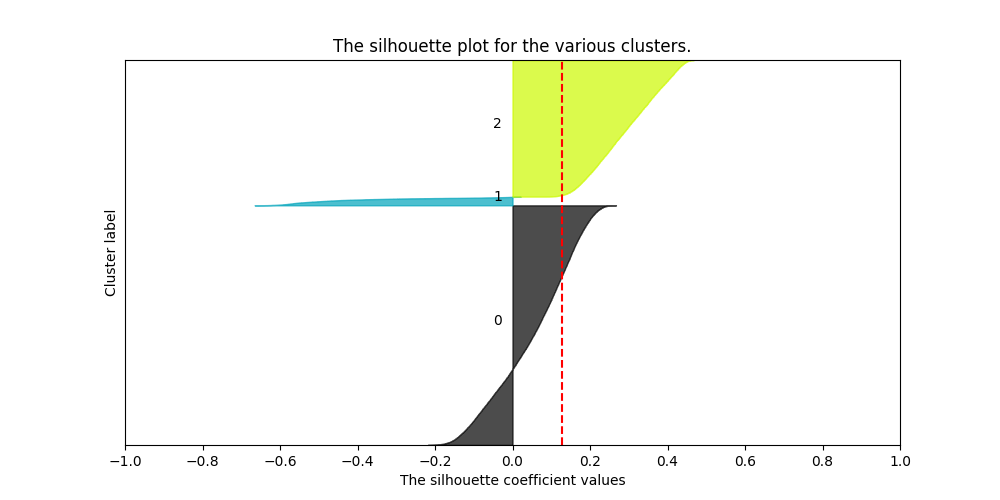 The silhouette plot for the various clusters.
2
1
0
Cluster label
−1.0 −0.8 −0.6 −0.4 −0.2 0.0 0.2 0.4 0.6 0.8 1.0
The silhouette coefficient values